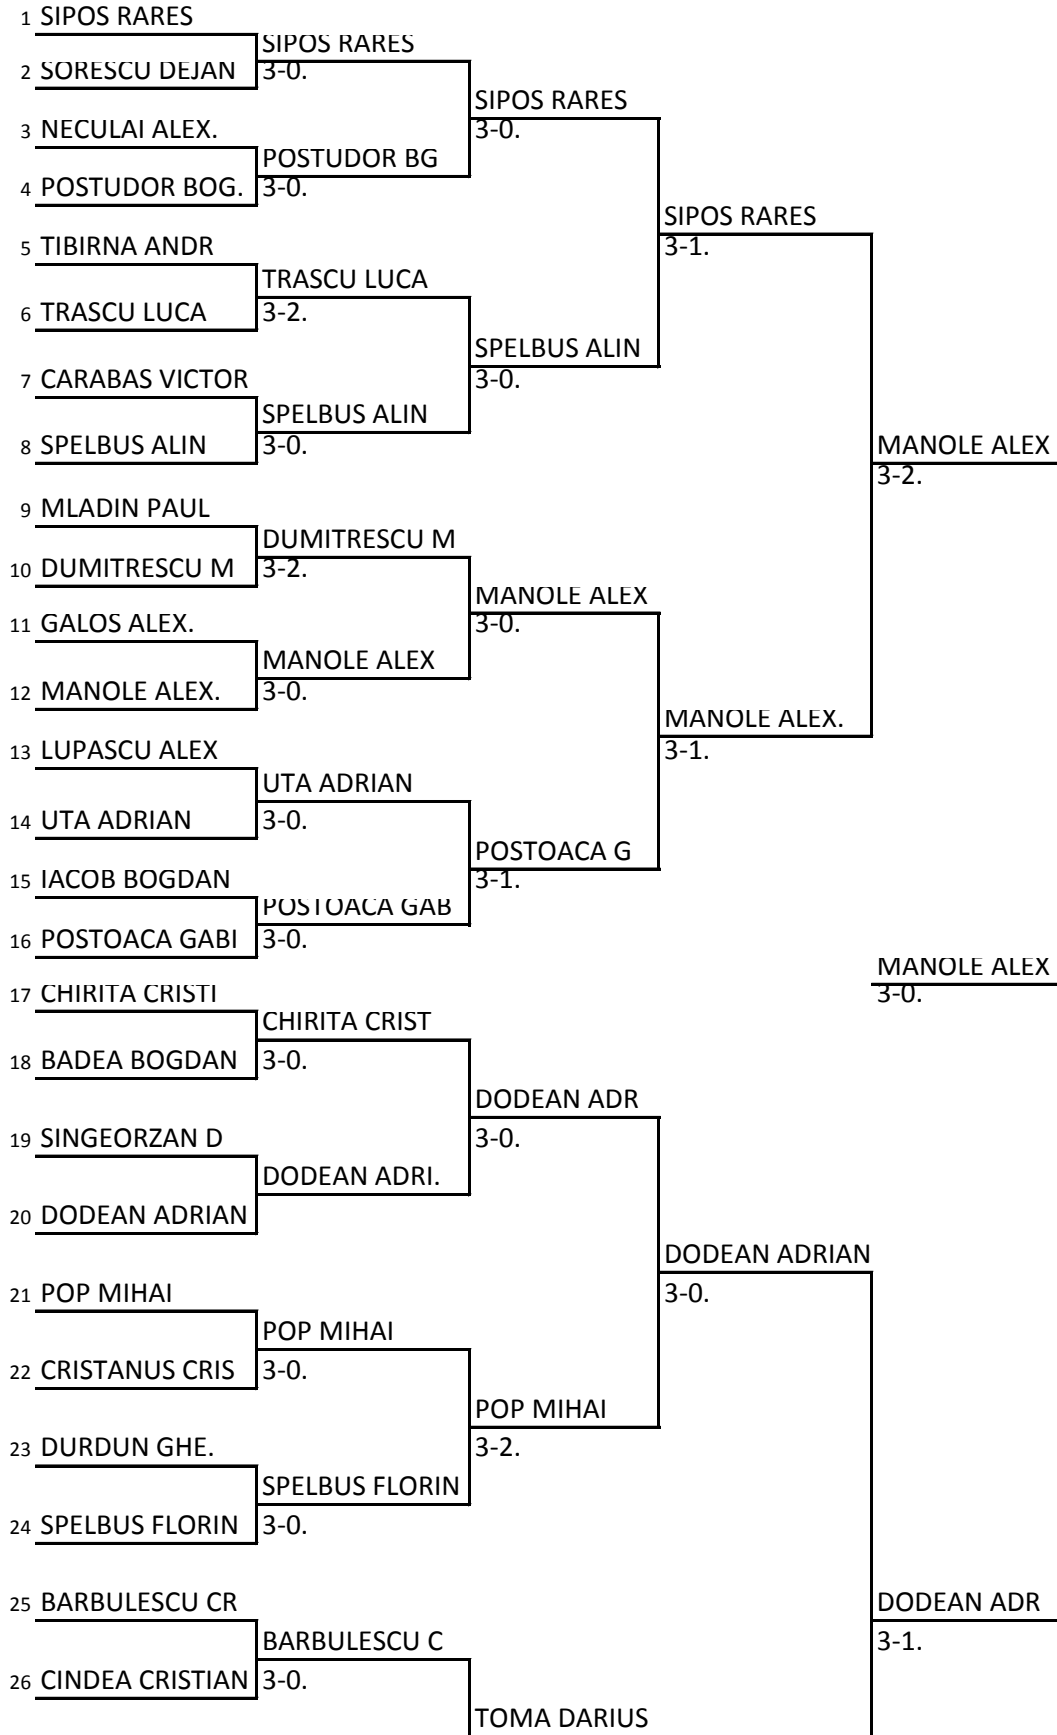 1 SIPOS RARES
SIPOS RARES
2 SORESCU DEJAN
3-0.
SIPOS RARES
3 NECULAI ALEX.
3-0.
POSTUDOR BG
4 POSTUDOR BOG.
3-0.
SIPOS RARES
5 TIBIRNA ANDR
3-1.
TRASCU LUCA
6 TRASCU LUCA
3-2.
SPELBUS ALIN
7 CARABAS VICTOR
3-0.
SPELBUS ALIN
8 SPELBUS ALIN
3-0.
MANOLE ALEX
3-2.
9 MLADIN PAUL
DUMITRESCU M
10 DUMITRESCU M
3-2.
MANOLE ALEX
11 GALOS ALEX.
3-0.
MANOLE ALEX
12 MANOLE ALEX.
3-0.
MANOLE ALEX.
13 LUPASCU ALEX
3-1.
UTA ADRIAN
14 UTA ADRIAN
3-0.
POSTOACA G
15 IACOB BOGDAN
3-1.
POSTOACA GAB
16 POSTOACA GABI
3-0.
MANOLE ALEX
17 CHIRITA CRISTI
3-0.
CHIRITA CRIST
18 BADEA BOGDAN
3-0.
DODEAN ADR
19 SINGEORZAN D
3-0.
DODEAN ADRI.
20 DODEAN ADRIAN
DODEAN ADRIAN
21 POP MIHAI
3-0.
POP MIHAI
22 CRISTANUS CRIS
3-0.
POP MIHAI
23 DURDUN GHE.
3-2.
SPELBUS FLORIN
24 SPELBUS FLORIN
3-0.
25 BARBULESCU CR
DODEAN ADR
BARBULESCU C
3-1.
26 CINDEA CRISTIAN
3-0.
TOMA DARIUS